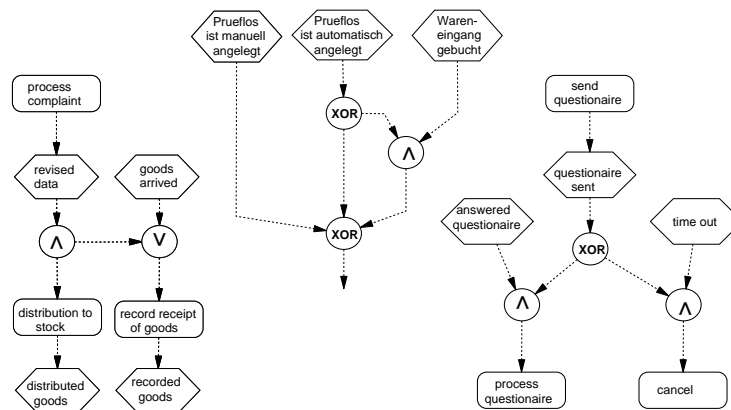 process
complaint
revised
data
goods
arrived
Λ
V
distribution to
stock
record receipt
of goods
distributed
goods
recorded
goods
Prueflos
ist manuell
angelegt
Prueflos
ist automatisch
angelegt
Waren-
eingang
gebucht
XOR
Λ
XOR
send
questionaire
questionaire
sent
answered
questionaire
time out
XOR
Λ
Λ
process
questionaire
cancel